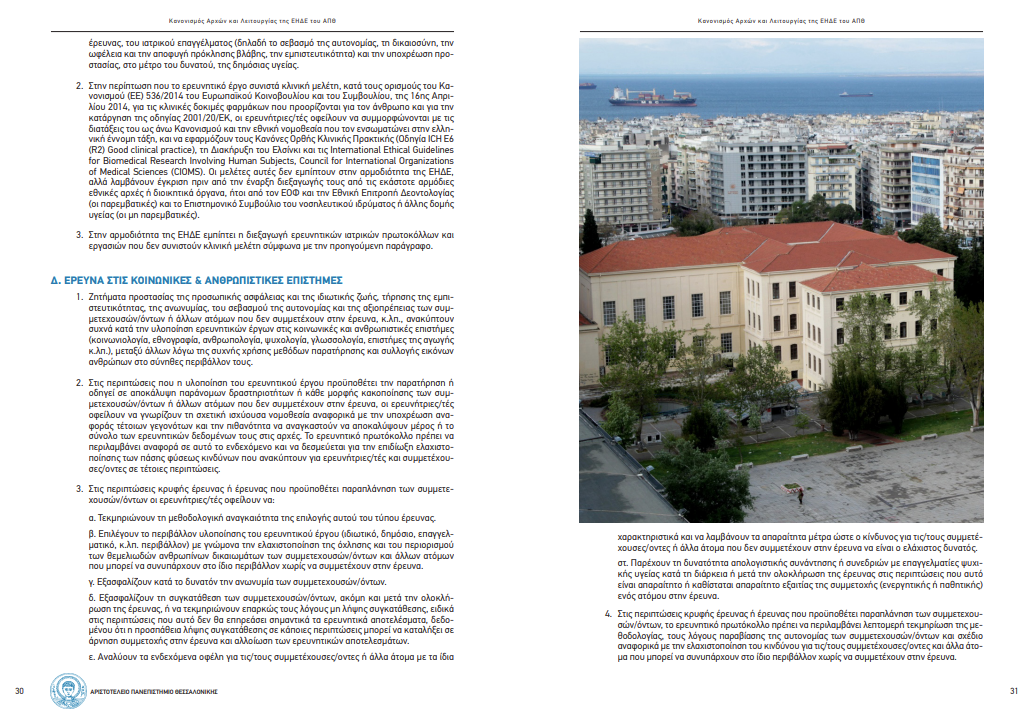 Κανονισμός Αρχών και Λειτουργίας της ΕΗΔΕ του ΑΠΘ
έρευνας, του ιατρικού επαγγέλματος (δηλαδή το σεβασμό της αυτονομίας, τη δικαιοσύνη, την
ωφέλεια και την αποφυγή πρόκλησης βλάβης, την εμπιστευτικότητα) και την υποχρέωση προ-
στασίας, στο μέτρο του δυνατού, της δημόσιας υγείας.
2. Στην περίπτωση που το ερευνητικό έργο συνιστά κλινική μελέτη, κατά τους ορισμούς του Κα-
νονισμού (ΕΕ) 536/2014 του Ευρωπαϊκού Κοινοβουλίου και του Συμβουλίου, της 16ης Απρι-
λίου 2014, για τις κλινικές δοκιμές φαρμάκων που προορίζονται για τον άνθρωπο και για την
κατάργηση της οδηγίας 2001/20/ΕΚ, οι ερευνήτριες/τές οφείλουν να συμμορφώνονται με τις
διατάξεις του ως άνω Κανονισμού και την εθνική νομοθεσία που τον ενσωματώνει στην ελλη-
νική έννομη τάξη, και να εφαρμόζουν τους Κανόνες Ορθής Κλινικής Πρακτικής (Οδηγία ICH E6
(R2) Good clinical practice), τη Διακήρυξη του Ελσίνκι και τις International Ethical Guidelines
for Biomedical Research Involving Human Subjects, Council for International Organizations
of Medical Sciences (CIOMS). Οι μελέτες αυτές δεν εμπίπτουν στην αρμοδιότητα της ΕΗΔΕ,
αλλά λαμβάνουν έγκριση πριν από την έναρξη διεξαγωγής τους από τις εκάστοτε αρμόδιες
εθνικές αρχές ή διοικητικά όργανα, ήτοι από τον ΕΟΦ και την Εθνική Επιτροπή Δεοντολογίας
(οι παρεμβατικές) και το Επιστημονικό Συμβούλιο του νοσηλευτικού ιδρύματος ή άλλης δομής
υγείας (οι μη παρεμβατικές).
3. Στην αρμοδιότητα της ΕΗΔΕ εμπίπτει η διεξαγωγή ερευνητικών ιατρικών πρωτοκόλλων και
εργασιών που δεν συνιστούν κλινική μελέτη σύμφωνα με την προηγούμενη παράγραφο.
Δ. ΕΡΕΥΝΑ ΣΤΙΣ ΚΟΙΝΩΝΙΚΕΣ & ΑΝΘΡΩΠΙΣΤΙΚΕΣ ΕΠΙΣΤΗΜΕΣ
1. Ζητήματα προστασίας της προσωπικής ασφάλειας και της ιδιωτικής ζωής, τήρησης της εμπι-
στευτικότητας, της ανωνυμίας, του σεβασμού της αυτονομίας και της αξιοπρέπειας των συμ-
μετεχουσών/όντων ή άλλων ατόμων που δεν συμμετέχουν στην έρευνα, κ.λπ., ανακύπτουν
συχνά κατά την υλοποίηση ερευνητικών έργων στις κοινωνικές και ανθρωπιστικές επιστήμες
(κοινωνιολογία, εθνογραφία, ανθρωπολογία, ψυχολογία, γλωσσολογία, επιστήμες της αγωγής
κ.λπ.), μεταξύ άλλων λόγω της συχνής χρήσης μεθόδων παρατήρησης και συλλογής εικόνων
ανθρώπων στο σύνηθες περιβάλλον τους.
2. Στις περιπτώσεις που η υλοποίηση του ερευνητικού έργου προϋποθέτει την παρατήρηση ή
οδηγεί σε αποκάλυψη παράνομων δραστηριοτήτων ή κάθε μορφής κακοποίησης των συμ-
μετεχουσών/όντων ή άλλων ατόμων που δεν συμμετέχουν στην έρευνα, οι ερευνήτριες/τές
οφείλουν να γνωρίζουν τη σχετική ισχύουσα νομοθεσία αναφορικά με την υποχρέωση ανα-
φοράς τέτοιων γεγονότων και την πιθανότητα να αναγκαστούν να αποκαλύψουν μέρος ή το
σύνολο των ερευνητικών δεδομένων τους στις αρχές. Το ερευνητικό πρωτόκολλο πρέπει να
περιλαμβάνει αναφορά σε αυτό το ενδεχόμενο και να δεσμεύεται για την επιδίωξη ελαχιστο-
ποίησης των πάσης φύσεως κινδύνων που ανακύπτουν για ερευνήτριες/τές και συμμετέχου-
σες/οντες σε τέτοιες περιπτώσεις.
3. Στις περιπτώσεις κρυφής έρευνας ή έρευνας που προϋποθέτει παραπλάνηση των συμμετε-
χουσών/όντων οι ερευνήτριες/τές οφείλουν να:
α. Τεκμηριώνουν τη μεθοδολογική αναγκαιότητα της επιλογής αυτού του τύπου έρευνας.
β. Επιλέγουν το περιβάλλον υλοποίησης του ερευνητικού έργου (ιδιωτικό, δημόσιο, επαγγελ-
ματικό, κ.λπ. περιβάλλον) με γνώμονα την ελαχιστοποίηση της όχλησης και του περιορισμού
των θεμελιωδών ανθρωπίνων δικαιωμάτων των συμμετεχουσών/όντων και άλλων ατόμων
που μπορεί να συνυπάρχουν στο ίδιο περιβάλλον χωρίς να συμμετέχουν στην έρευνα.
γ. Εξασφαλίζουν κατά το δυνατόν την ανωνυμία των συμμετεχουσών/όντων.
δ. Εξασφαλίζουν τη συγκατάθεση των συμμετεχουσών/όντων, ακόμη και μετά την ολοκλή-
ρωση της έρευνας, ή να τεκμηριώνουν επαρκώς τους λόγους μη λήψης συγκατάθεσης, ειδικά
στις περιπτώσεις που αυτό δεν θα επηρεάσει σημαντικά τα ερευνητικά αποτελέσματα, δεδο-
μένου ότι η προσπάθεια λήψης συγκατάθεσης σε κάποιες περιπτώσεις μπορεί να καταλήξει σε
άρνηση συμμετοχής στην έρευνα και αλλοίωση των ερευνητικών αποτελεσμάτων.
ε. Αναλύουν τα ενδεχόμενα οφέλη για τις/τους συμμετέχουσες/οντες ή άλλα άτομα με τα ίδια
30
ΑΡΙΣΤΟΤΕΛΕΙΟ ΠΑΝΕΠΙΣΤΗΜΙΟ ΘΕΣΣΑΛΟΝΙΚΗΣ
Κανονισμός Αρχών και Λειτουργίας της ΕΗΔΕ του ΑΠΘ
χαρακτηριστικά και να λαμβάνουν τα απαραίτητα μέτρα ώστε ο κίνδυνος για τις/τους συμμετέ-
χουσες/οντες ή άλλα άτομα που δεν συμμετέχουν στην έρευνα να είναι ο ελάχιστος δυνατός.
στ. Παρέχουν τη δυνατότητα απολογιστικής συνάντησης ή συνεδριών με επαγγελματίες ψυχι-
κής υγείας κατά τη διάρκεια ή μετά την ολοκλήρωση της έρευνας στις περιπτώσεις που αυτό
είναι απαραίτητο ή καθίσταται απαραίτητο εξαιτίας της συμμετοχής (ενεργητικής ή παθητικής)
ενός ατόμου στην έρευνα.
4. Στις περιπτώσεις κρυφής έρευνας ή έρευνας που προϋποθέτει παραπλάνηση των συμμετεχου-
σών/όντων, το ερευνητικό πρωτόκολλο πρέπει να περιλαμβάνει λεπτομερή τεκμηρίωση της με-
θοδολογίας, τους λόγους παραβίασης της αυτονομίας των συμμετεχουσών/όντων και σχέδιο
αναφορικά με την ελαχιστοποίηση του κινδύνου για τις/τους συμμετέχουσες/οντες και άλλα άτο-
μα που μπορεί να συνυπάρχουν στο ίδιο περιβάλλον χωρίς να συμμετέχουν στην έρευνα.
31